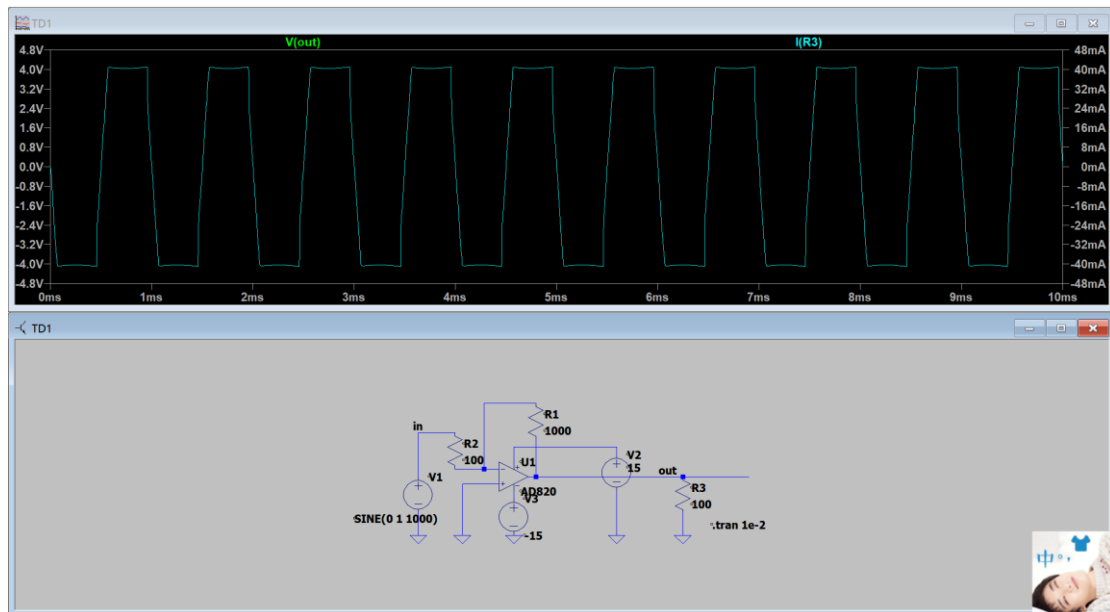 TD1
V(out) I(R3)
4.8V 48mA
4.0V 40mA
3.2V 32mA
2.4V 24mA
1.6V 16mA
0.8V 8mA
0.0V 0mA
-0.8V -8mA
-1.6V -16mA
-2.4V -24mA
-3.2V -32mA
-4.0V -40mA
-4.8V -48mA
0ms 1ms 2ms 3ms 4ms 5ms 6ms 7ms 8ms 9ms 10ms
TD1
in
R1
1000
R2
100
U1
AD820
V1
SINE(0 1 1000)
V2
15
V3
-15
out
R3
100
.tran 1e-2
中。,